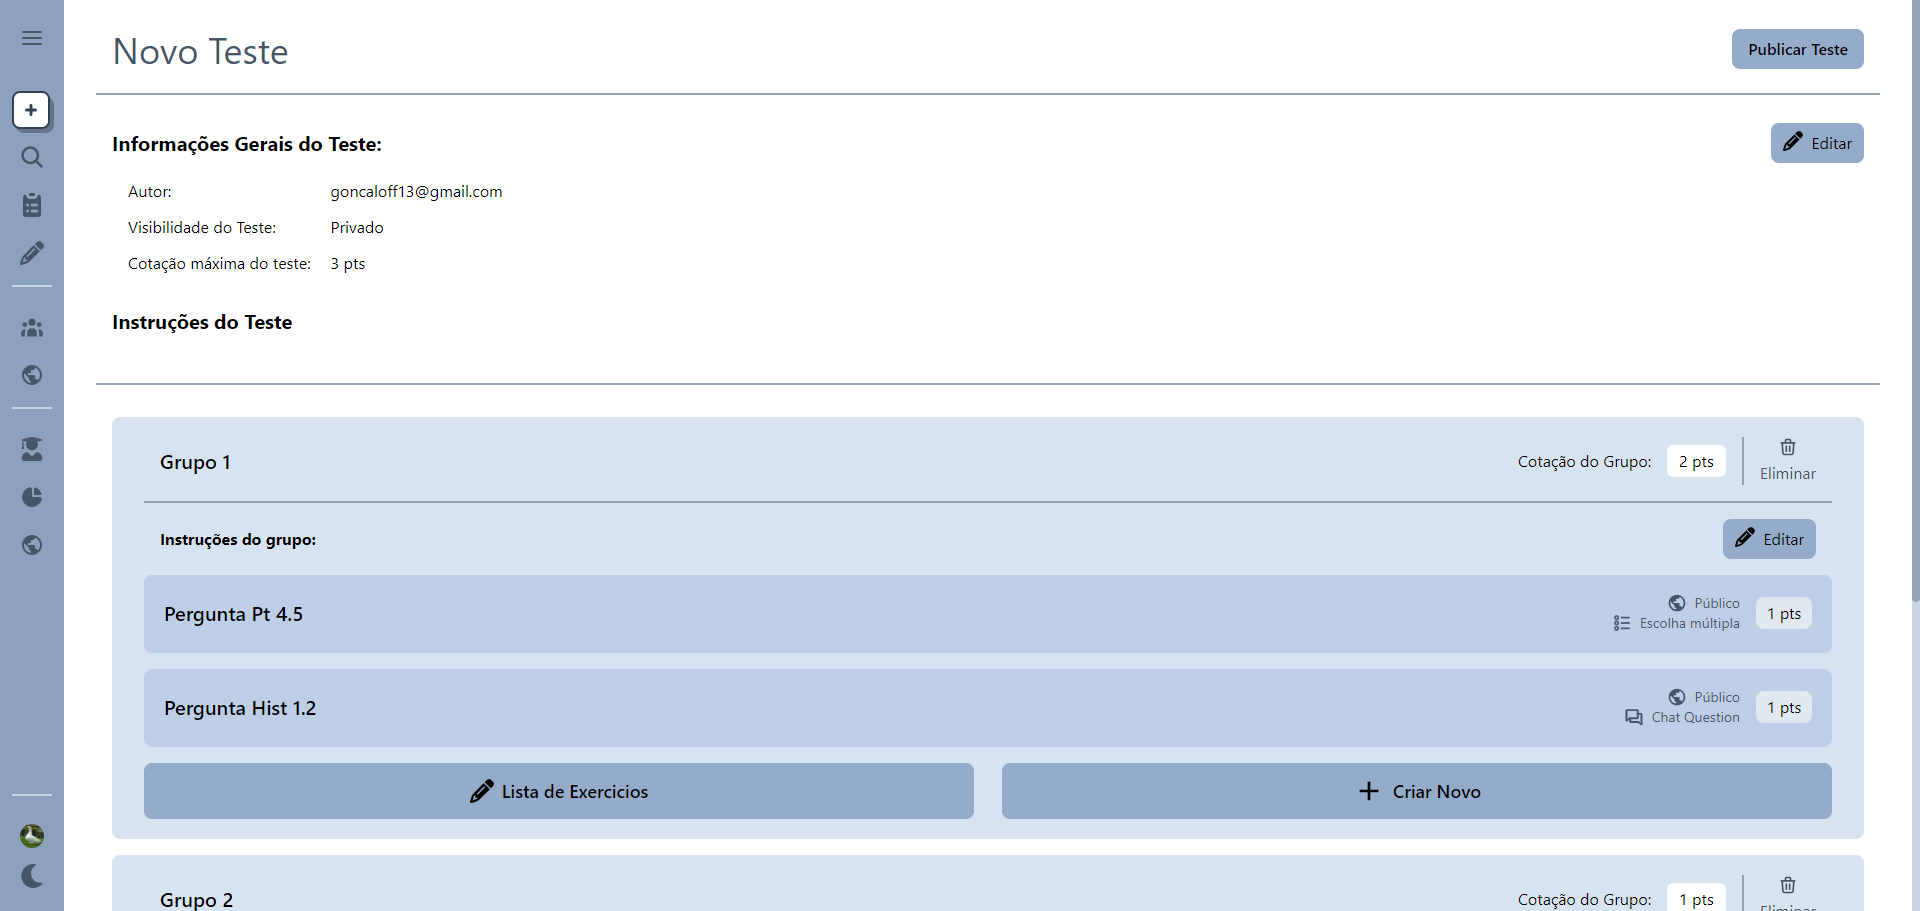 Novo Teste
Publicar Teste
Informações Gerais do Teste:
Editar
Autor: goncaloff13@gmail.com
Visibilidade do Teste: Privado
Cotação máxima do teste: 3 pts
Instruções do Teste
Grupo 1
Cotação do Grupo: 2 pts
Eliminar
Instruções do grupo:
Editar
Pergunta Pt 4.5
Público
Escolha múltipla
1 pts
Pergunta Hist 1.2
Público
Chat Question
1 pts
Lista de Exercicios
Criar Novo
Grupo 2
Cotação do Grupo: 1 pts
Eliminar